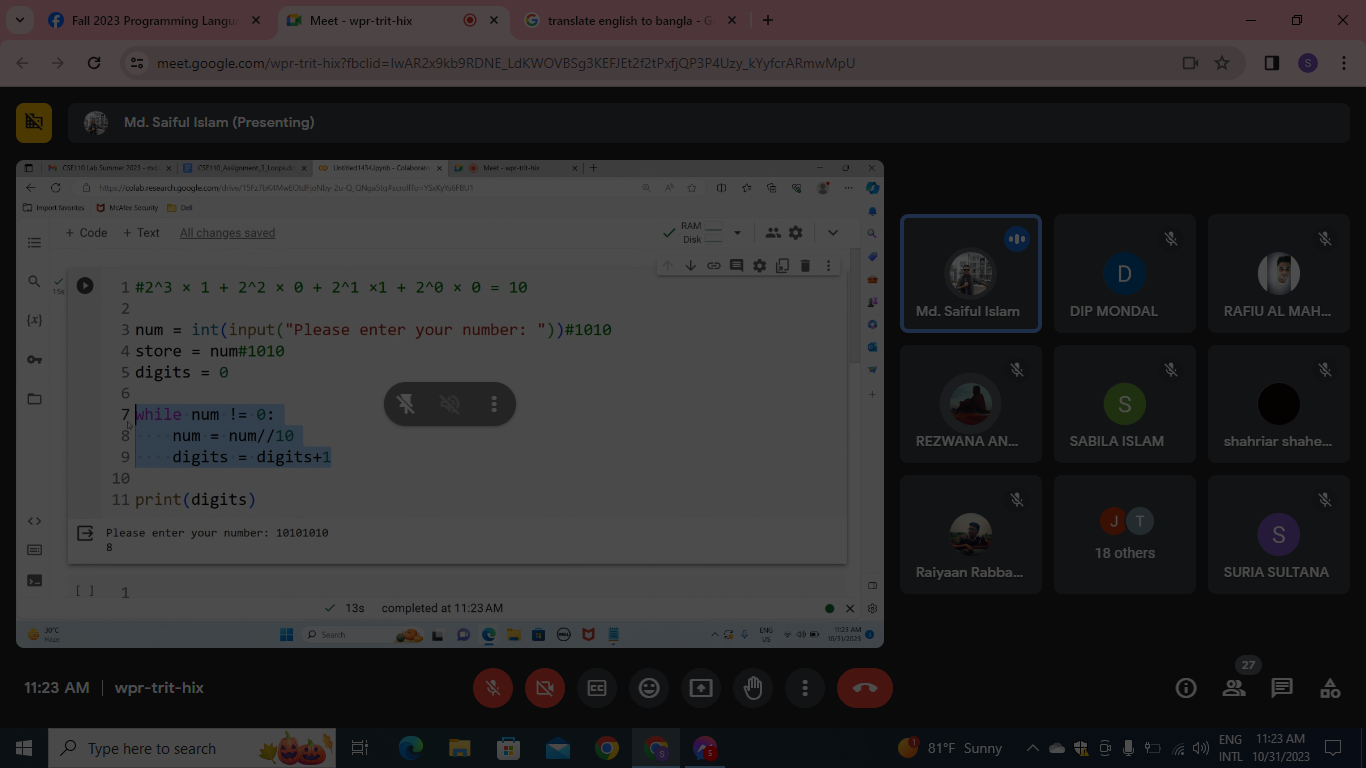 Fall 2023 Programming Langu
Meet - wpr-trit-hix
translate english to bangla - G
meet.google.com/wpr-trit-hix?fbclid=IwAR2x9kb9RDNE_LdKWOVBSg3KEFJEt2f2tPxfjQP3P4Uzy_kYyfcrARmwMpU
S
Md. Saiful Islam (Presenting)
CSE110 Lab Summer 2023 - md.
CSE110_Assignment_3_Loops.do
Untitled1454.ipynb - Colaborato
Meet - wpr-trit-hix
Import favorites
McAfee Security
Dell
+ Code
+ Text
All changes saved
RAM
Disk
1 #2^3 × 1 + 2^2 × 0 + 2^1 ×1 + 2^0 × 0 = 10
2
3 num = int(input("Please enter your number: "))#1010
4 store = num#1010
5 digits = 0
6
7 while num != 0:
8 num = num//10
9 digits = digits+1
10
11 print(digits)
Please enter your number: 10101010
8
[ ] 1
13s completed at 11:23 AM
30°C
Haze
Search
ENG
US
11:23 AM
10/31/2023
Md. Saiful Islam
D
DIP MONDAL
RAFIU AL MAH...
REZWANA AN...
S
SABILA ISLAM
shahriar shahe...
Raiyaan Rabba...
J T
18 others
S
SURIA SULTANA
11:23 AM | wpr-trit-hix
27
Type here to search
81°F Sunny
ENG
INTL
11:23 AM
10/31/2023